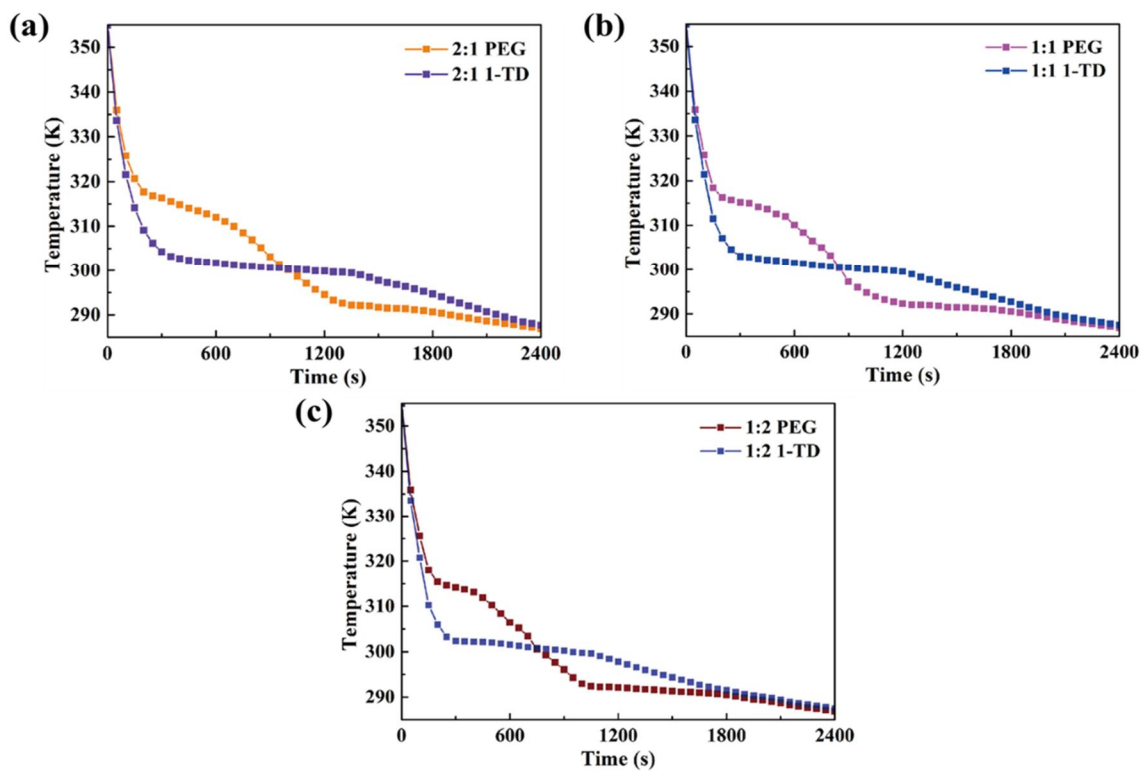 (a)
2:1 PEG
2:1 1-TD
350
340
330
320
310
300
290
Temperature (K)
0 600 1200 1800 2400
Time (s)
(b)
1:1 PEG
1:1 1-TD
350
340
330
320
310
300
290
Temperature (K)
0 600 1200 1800 2400
Time (s)
(c)
1:2 PEG
1:2 1-TD
350
340
330
320
310
300
290
Temperature (K)
0 600 1200 1800 2400
Time (s)